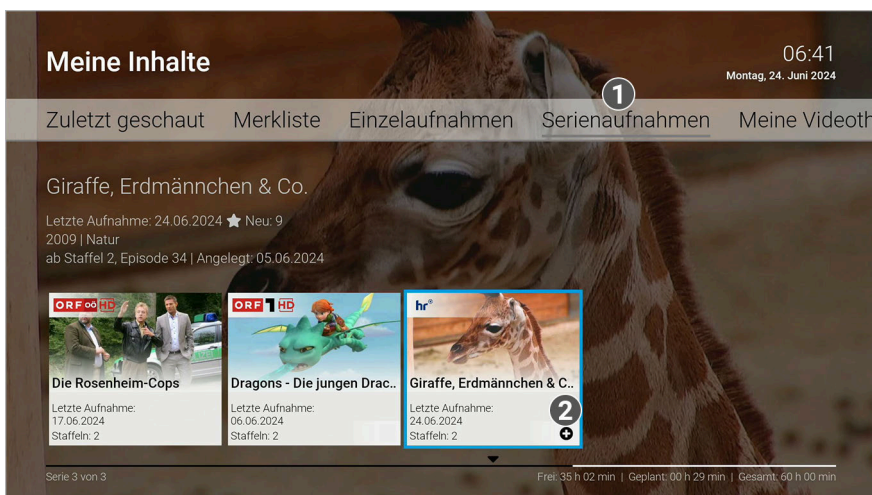 Meine Inhalte
06:41
Montag, 24. Juni 2024
1
Zuletzt geschaut Merkliste Einzelaufnahmen Serienaufnahmen Meine Videoth
Giraffe, Erdmännchen & Co.
Letzte Aufnahme: 24.06.2024 ★ Neu: 9
2009 | Natur
ab Staffel 2, Episode 34 | Angelegt: 05.06.2024
ORF oö HD
Die Rosenheim-Cops
Letzte Aufnahme:
17.06.2024
Staffeln: 2
ORF 1 HD
Dragons - Die jungen Drac..
Letzte Aufnahme:
06.06.2024
Staffeln: 2
hr
Giraffe, Erdmännchen & C..
Letzte Aufnahme:
24.06.2024
Staffeln: 2
2
Serie 3 von 3
Frei: 35 h 02 min | Geplant: 00 h 29 min | Gesamt: 60 h 00 min